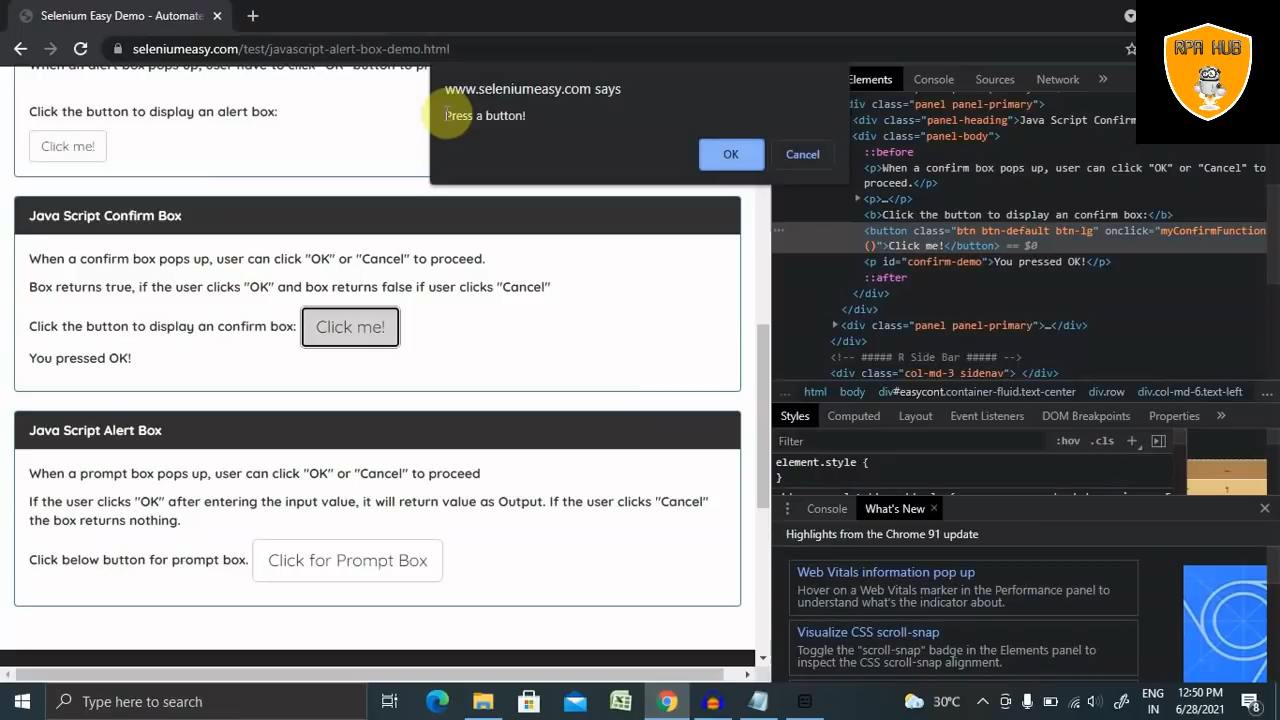 Selenium Easy Demo - Automate
seleniumeasy.com/test/javascript-alert-box-demo.html
RPA HUB
Click the button to display an alert box:
Click me!
www.seleniumeasy.com says
Press a button!
OK
Cancel
Java Script Confirm Box
When a confirm box pops up, user can click "OK" or "Cancel" to proceed.
Box returns true, if the user clicks "OK" and box returns false if user clicks "Cancel"
Click the button to display an confirm box: Click me!
You pressed OK!
Java Script Alert Box
When a prompt box pops up, user can click "OK" or "Cancel" to proceed
If the user clicks "OK" after entering the input value, it will return value as Output. If the user clicks "Cancel"
the box returns nothing.
Click below button for prompt box. Click for Prompt Box
Elements Console Sources Network »
<div class="panel panel-primary">
<div class="panel-heading">Java Script Confirm
<div class="panel-body">
::before
<p>When a confirm box pops up, user can click "OK" or "Cancel" to
proceed.</p>
<p>…</p>
<b>Click the button to display an confirm box:</b>
<button class="btn btn-default btn-lg" onclick="myConfirmFunction
()">Click me!</button> == $0
<p id="confirm-demo">You pressed OK!</p>
::after
</div>
</div>
<div class="panel panel-primary">…</div>
</div>
<!-- ##### R Side Bar ##### -->
<div class="col-md-3 sidenav"> </div>
… html body div#easycont.container-fluid.text-center div.row div.col-md-6.text-left …
Styles Computed Layout Event Listeners DOM Breakpoints Properties »
Filter :hov .cls +
element.style {
}
Console What's New ×
Highlights from the Chrome 91 update
Web Vitals information pop up
Hover on a Web Vitals marker in the Performance panel to
understand what's the indicator about.
Visualize CSS scroll-snap
Toggle the "scroll-snap" badge in the Elements panel to
inspect the CSS scroll-snap alignment.
Type here to search
30°C
ENG
IN
12:50 PM
6/28/2021
8